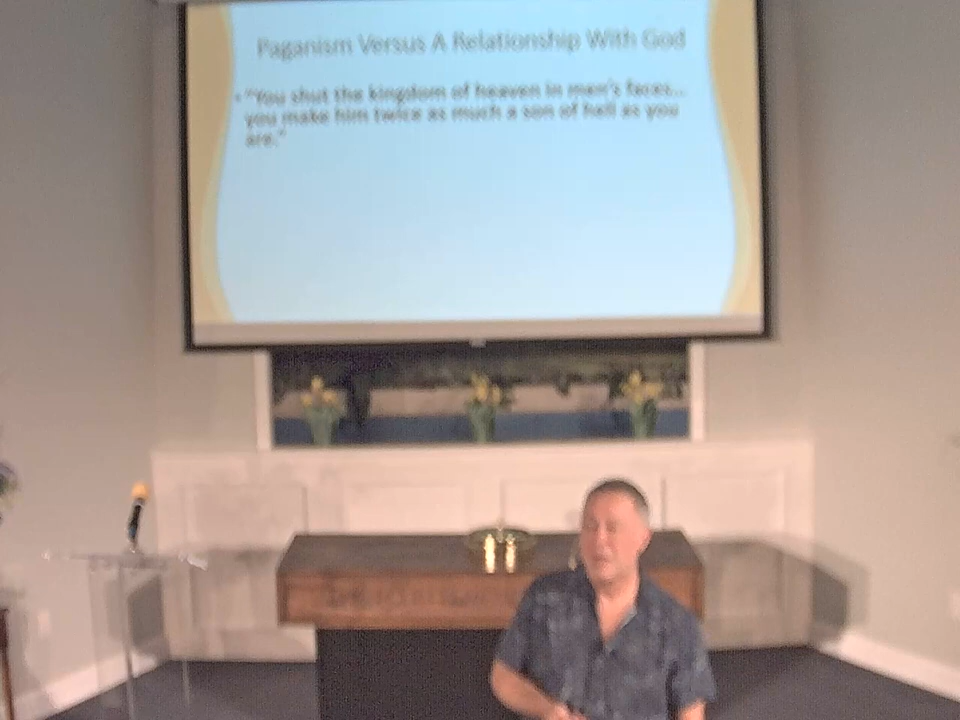 Paganism Versus A Relationship With God
• "You shut the kingdom of heaven in men's faces...
you make him twice as much a son of hell as you
are."